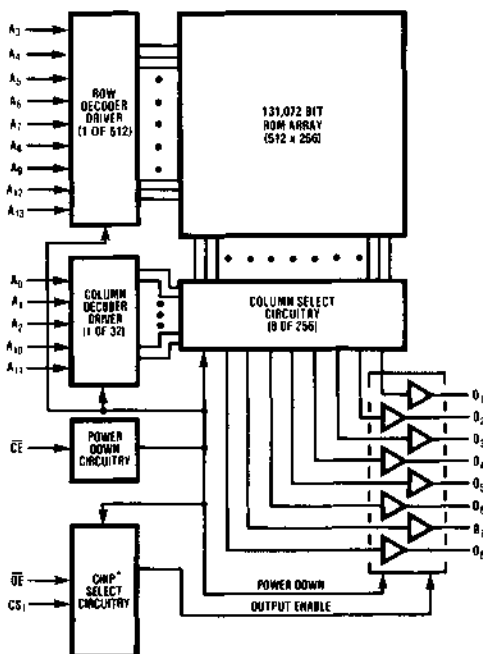 A3
A4
A5
A6
A7
A8
A9
A12
A13
ROW
DECODER
DRIVER
(1 OF 512)
131,072 BIT
ROM ARRAY
(512 x 256)
A0
A1
A2
A10
A11
COLUMN
DECODER
DRIVER
(1 OF 32)
COLUMN SELECT
CIRCUITRY
(8 OF 256)
CE
POWER
DOWN
CIRCUITRY
OE
CS1
CHIP*
SELECT
CIRCUITRY
POWER DOWN
OUTPUT ENABLE
O1
O2
O3
O4
O5
O6
O7
O8